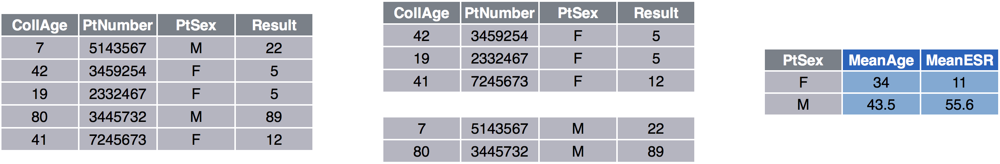 CollAge PtNumber PtSex Result
7 5143567 M 22
42 3459254 F 5
19 2332467 F 5
80 3445732 M 89
41 7245673 F 12
CollAge PtNumber PtSex Result
42 3459254 F 5
19 2332467 F 5
41 7245673 F 12
7 5143567 M 22
80 3445732 M 89
PtSex MeanAge MeanESR
F 34 11
M 43.5 55.6